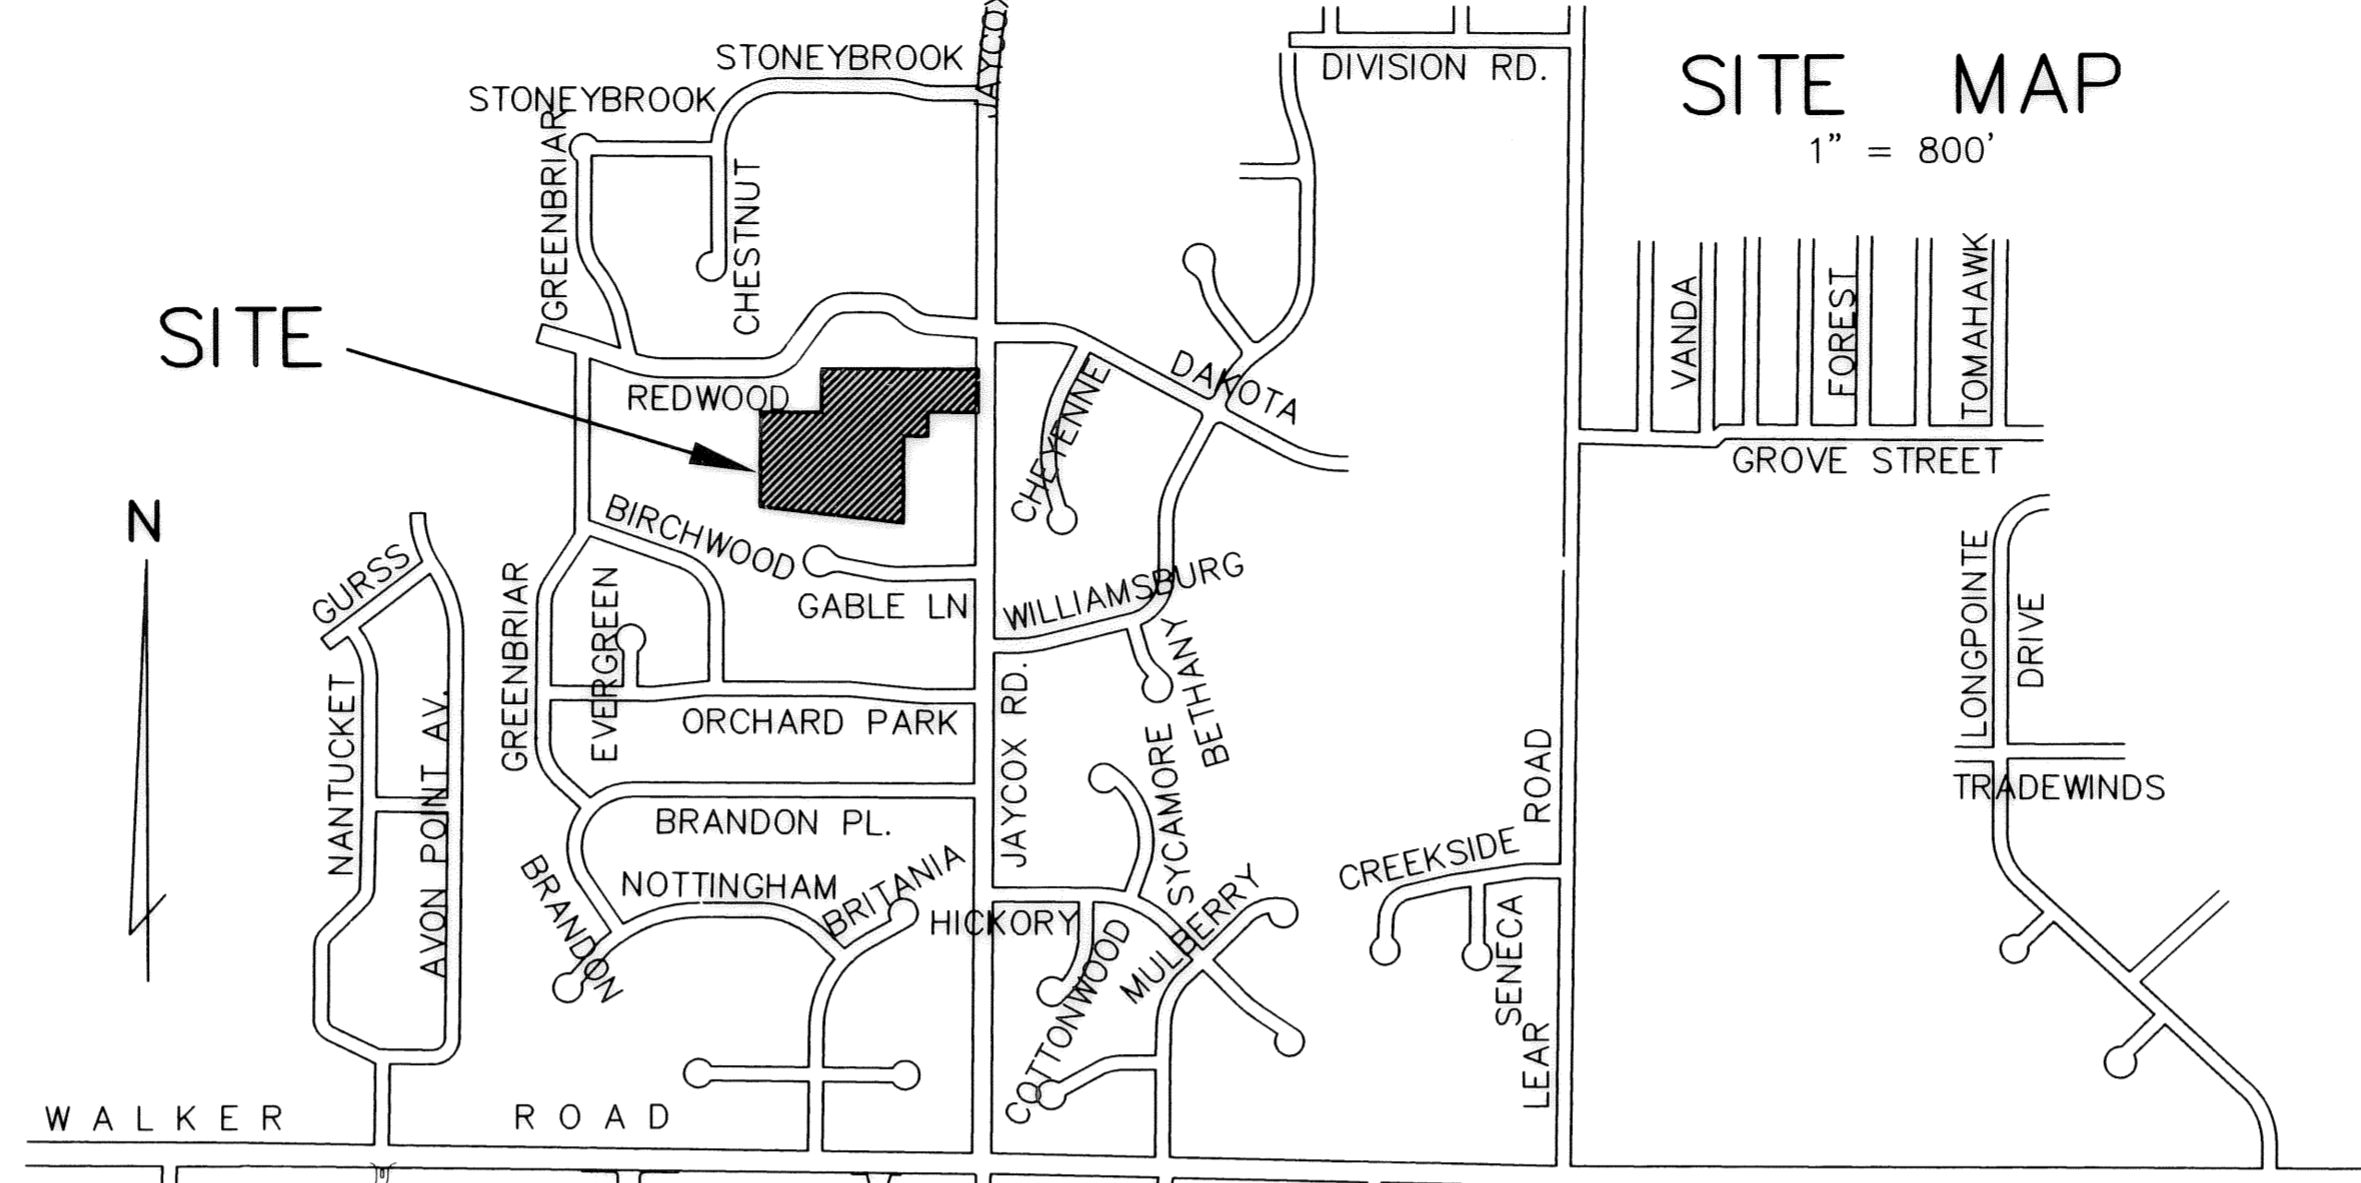 STONEYBROOK
STONEYBROOK
JAYCOX
DIVISION RD.
SITE MAP
1" = 800'
GREENBRIAR
CHESTNUT
SITE
REDWOOD
CHEYENNE
DAKOTA
VANDA
FOREST
TOMAHAWK
GROVE STREET
N
GURSS
BIRCHWOOD
GREENBRIAR
EVERGREEN
GABLE LN
WILLIAMSBURG
BETHANY
LONGPOINTE
DRIVE
NANTUCKET
AVON POINT AV.
ORCHARD PARK
JAYCOX RD.
SYCAMORE
TRADEWINDS
BRANDON PL.
BRANDON
NOTTINGHAM
BRITANIA
HICKORY
COTTONWOOD
MULBERRY
CREEKSIDE
SENECA
LEAR ROAD
WALKER ROAD